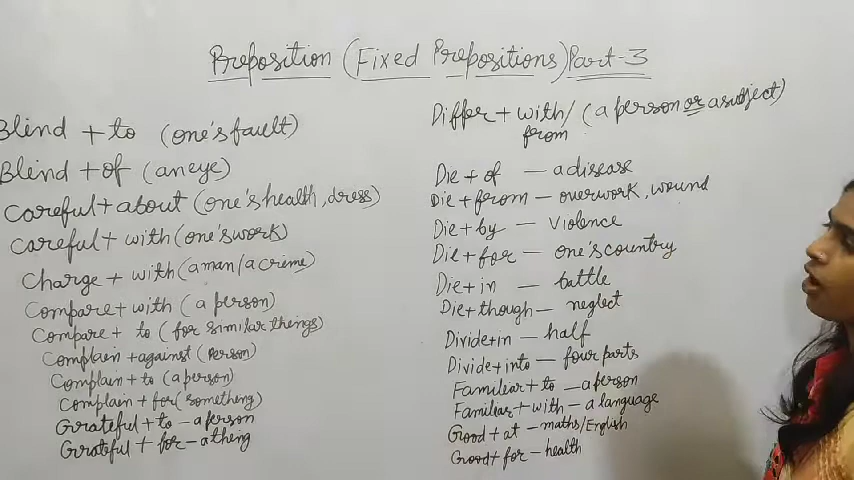 Preposition (Fixed Prepositions) Part-3
Blind + to (one's fault)
Blind + of (an eye)
Careful + about (one's health, dress)
Careful + with (one's work)
Charge + with (a man/a crime)
Compare + with (a person)
Compare + to (for similar things)
Complain + against (Person)
Complain + to (a person)
Complain + for (something)
Grateful + to - a person
Grateful + for - a thing
Differ + with/ (a person or a subject)
from
Die + of - a disease
Die + from - overwork, wound
Die + by - violence
Die + for - one's country
Die + in - battle
Die + though - neglect
Divide + in - half
Divide + into - four parts
Familiar + to - a person
Familiar + with - a language
Good + at - maths/English
Good + for - health